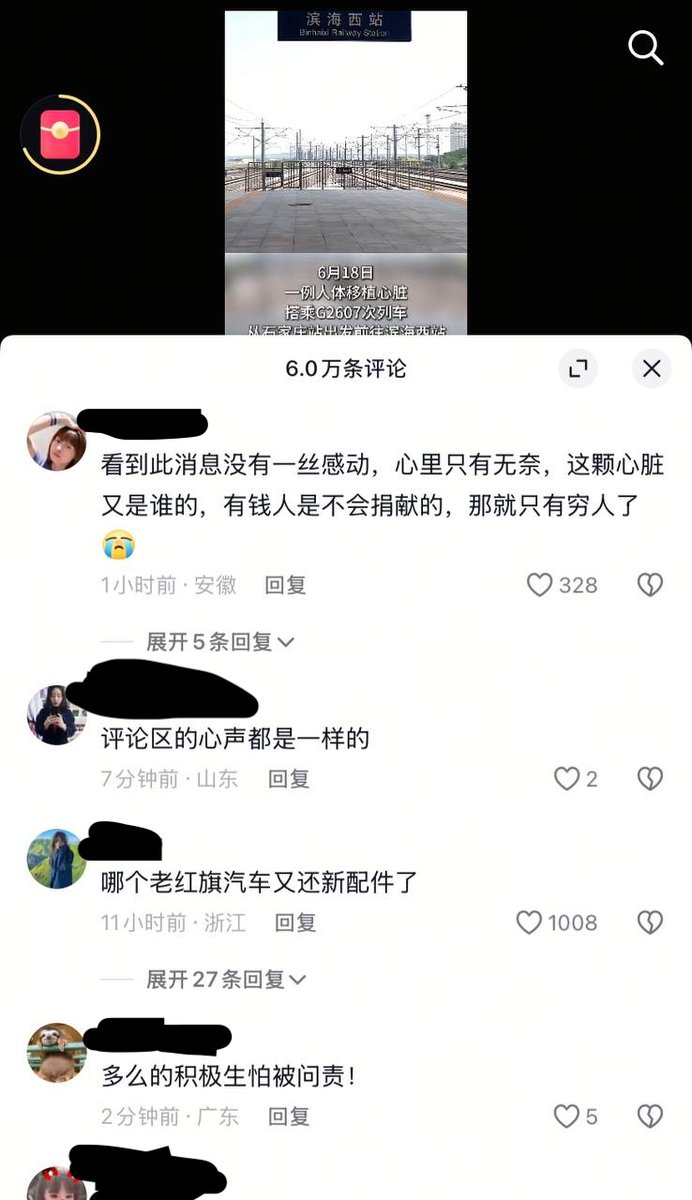 滨海西站
Binhaixi Railway Station
6月18日
一例人体移植心脏
搭乘G2607次列车
从石家庄站出发前往滨海西站
6.0万条评论
看到此消息没有一丝感动，心里只有无奈，这颗心脏
又是谁的，有钱人是不会捐献的，那就只有穷人了
😭
1小时前·安徽 回复 328
展开5条回复
评论区的心声都是一样的
7分钟前·山东 回复 2
哪个老红旗汽车又还新配件了
11小时前·浙江 回复 1008
展开27条回复
多么的积极生怕被问责！
2分钟前·广东 回复 5